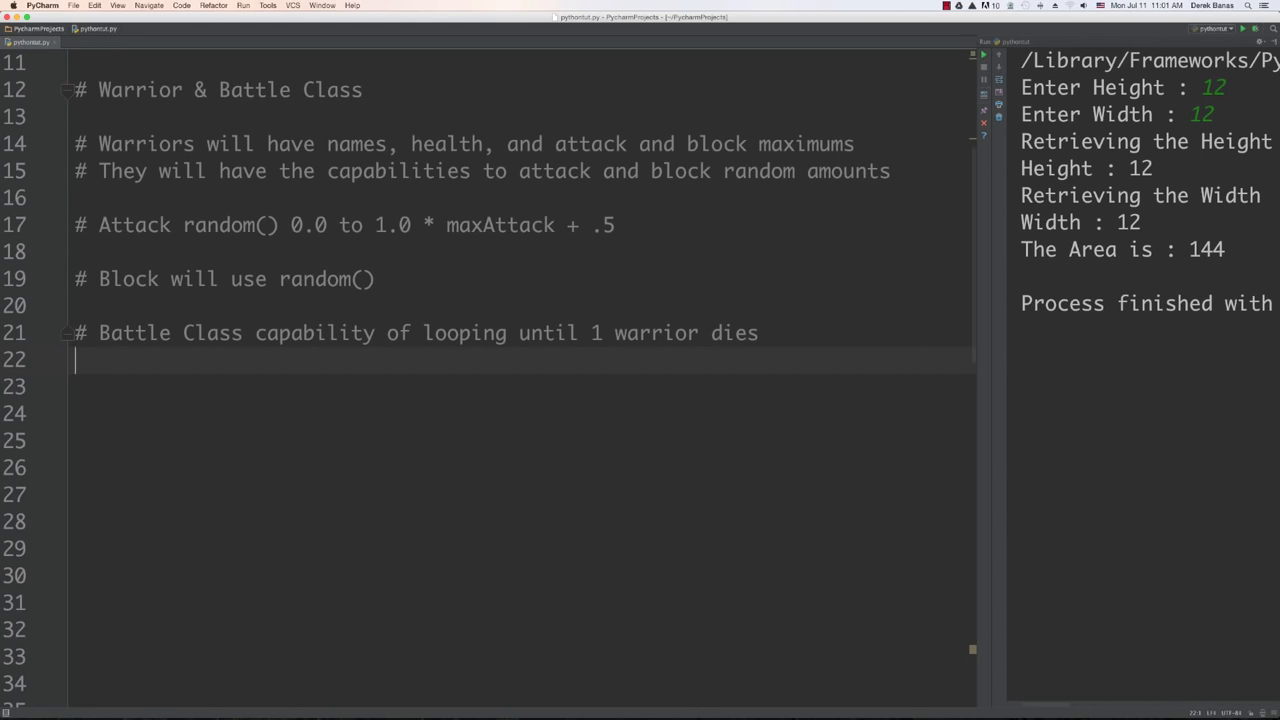 PyCharm File Edit View Navigate Code Refactor Run Tools VCS Window Help
10 Mon Jul 11 11:01 AM Derek Banas
pythontut.py - PycharmProjects - [~/PycharmProjects]
PycharmProjects pythontut.py
pythontut
pythontut.py
Run pythontut
11
12 # Warrior & Battle Class
13
14 # Warriors will have names, health, and attack and block maximums
15 # They will have the capabilities to attack and block random amounts
16
17 # Attack random() 0.0 to 1.0 * maxAttack + .5
18
19 # Block will use random()
20
21 # Battle Class capability of looping until 1 warrior dies
22
23
24
25
26
27
28
29
30
31
32
33
34
/Library/Frameworks/Py
Enter Height : 12
Enter Width : 12
Retrieving the Height
Height : 12
Retrieving the Width
Width : 12
The Area is : 144
Process finished with
22:1 LF÷ UTF-8÷